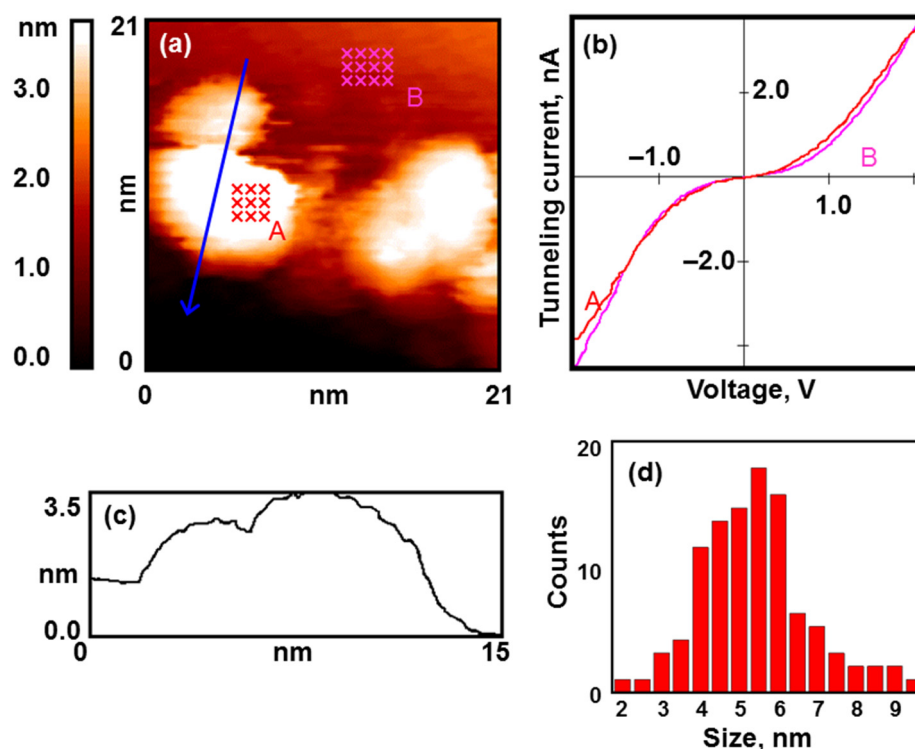 nm
3.0
2.0
1.0
0.0
21
nm
0
(a)
B
A
0
nm
21
(b)
Tunneling current, nA
2.0
–1.0
B
1.0
–2.0
A
Voltage, V
3.5
(c)
nm
0.0
0
nm
15
20
(d)
Counts
10
0
2 3 4 5 6 7 8 9
Size, nm